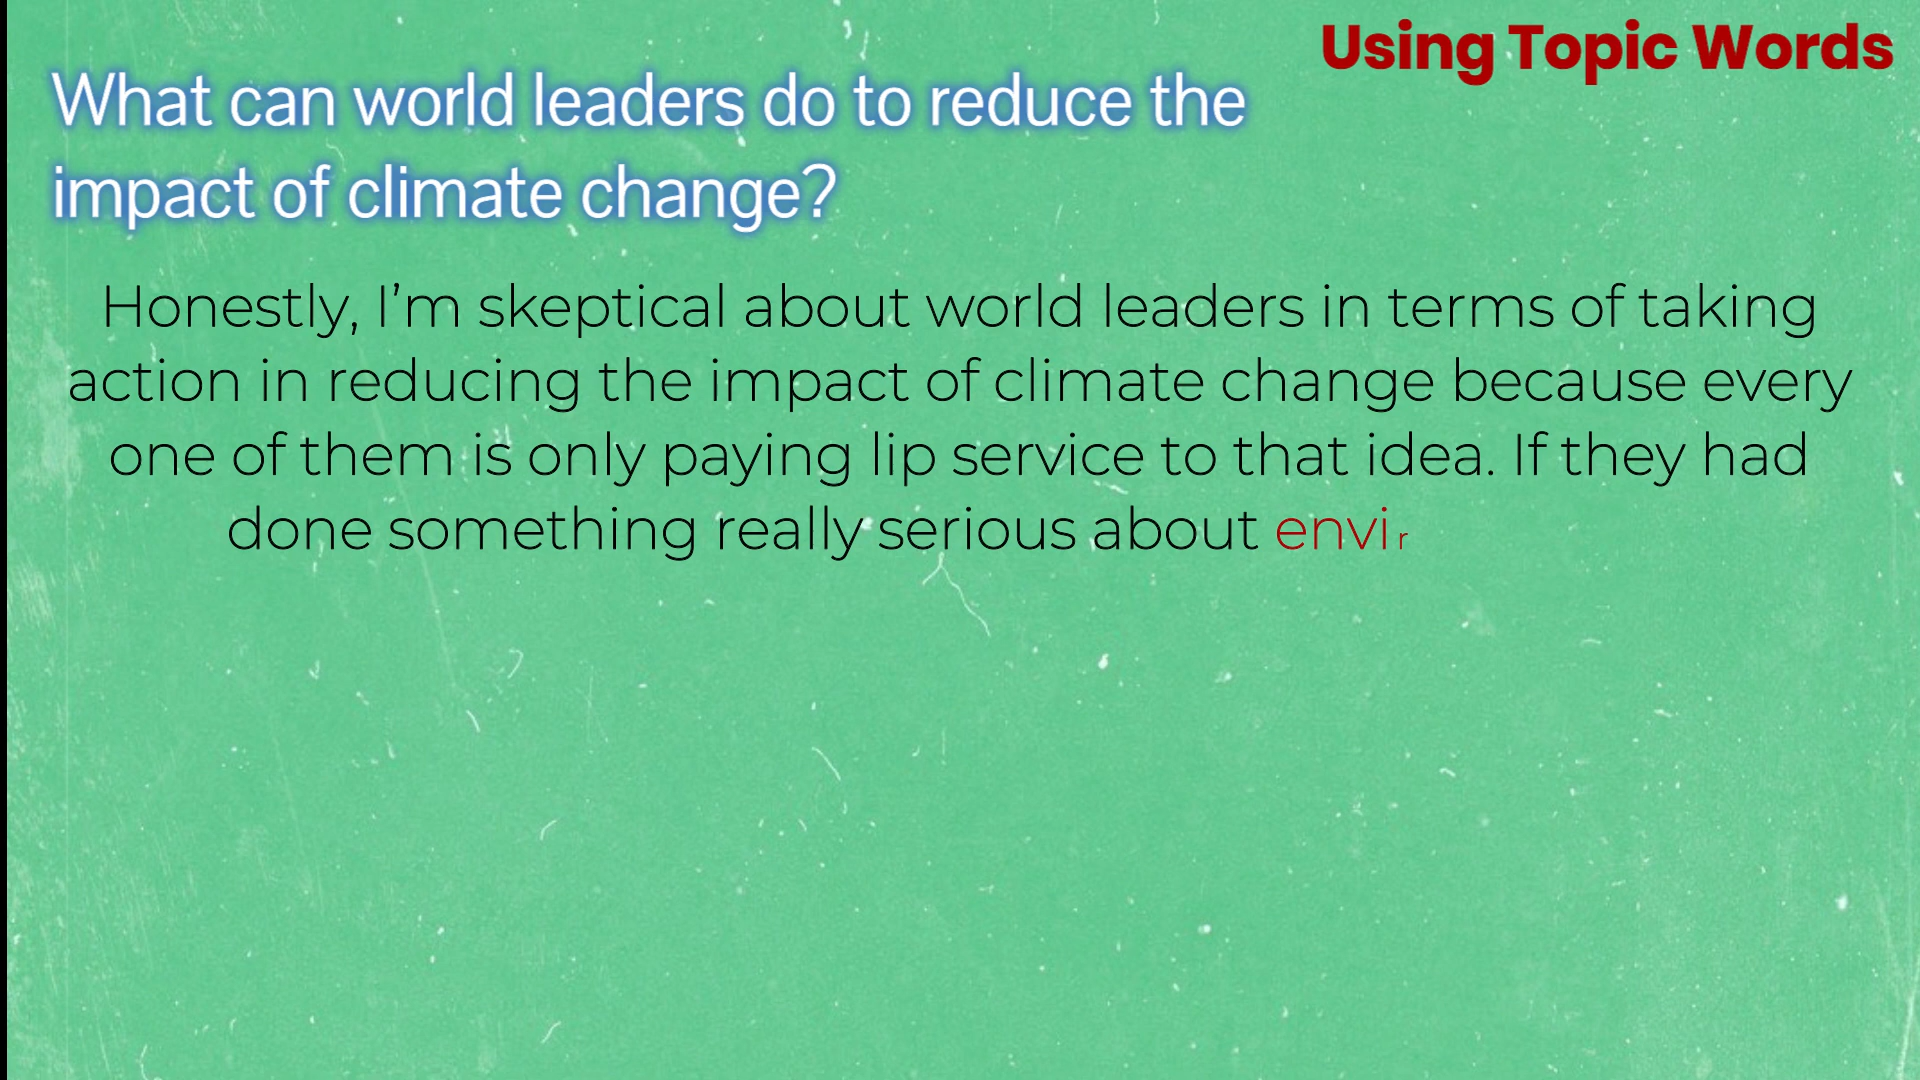 Using Topic Words
What can world leaders do to reduce the
impact of climate change?
Honestly, I’m skeptical about world leaders in terms of taking
action in reducing the impact of climate change because every
one of them is only paying lip service to that idea. If they had
done something really serious about envir